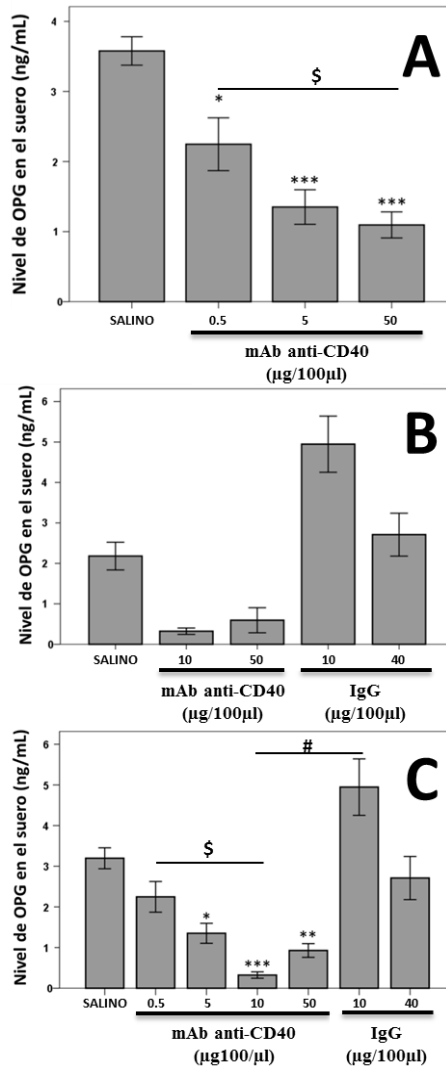 A
Nivel de OPG en el suero (ng/mL)
4
3
2
1
0
$
*
***
***
SALINO 0.5 5 50
mAb anti-CD40
(µg/100µl)
B
Nivel de OPG en el suero (ng/mL)
6
5
4
3
2
1
0
SALINO 10 50 10 40
mAb anti-CD40 IgG
(µg/100µl) (µg/100µl)
C
Nivel de OPG en el suero (ng/mL)
6
5
4
3
2
1
0
#
$
*
***
**
SALINO 0.5 5 10 50 10 40
mAb anti-CD40 IgG
(µg100/µl) (µg/100µl)